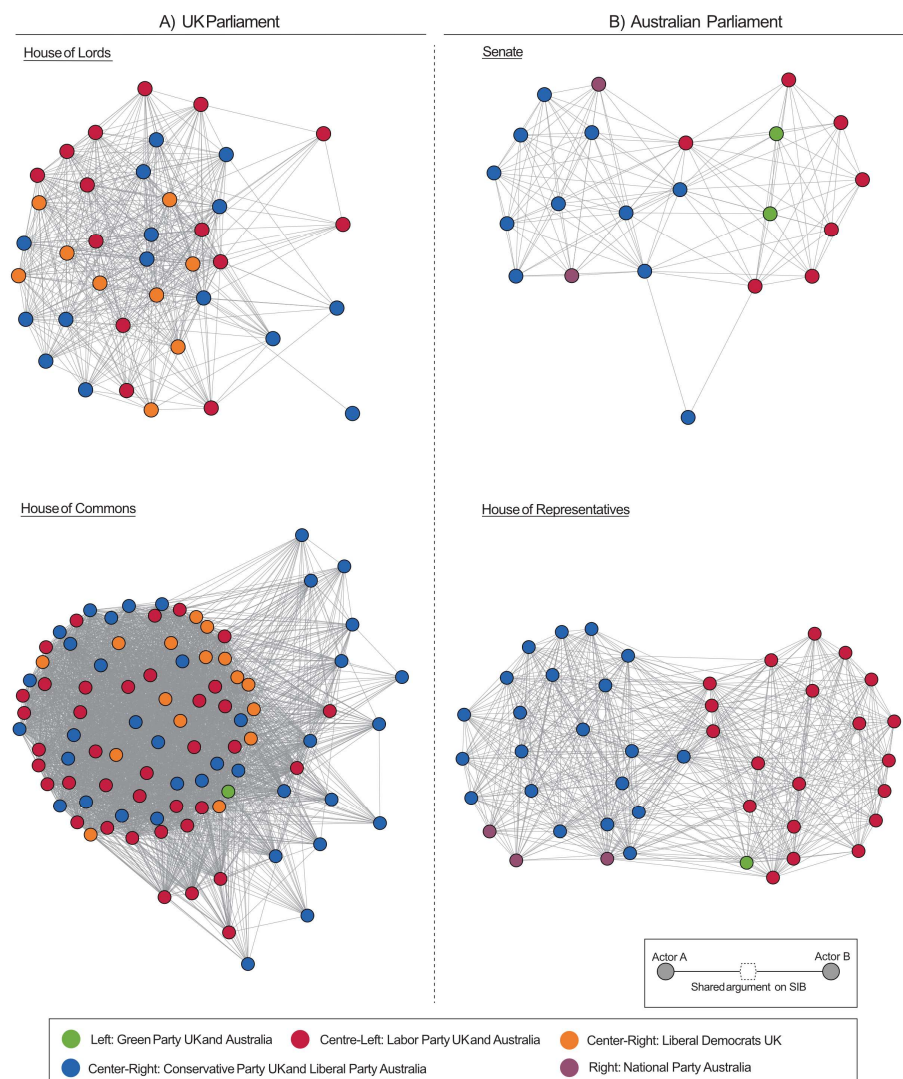 A) UK Parliament
B) Australian Parliament
House of Lords
Senate
House of Commons
House of Representatives
Actor A
Actor B
Shared argument on SIB
Left: Green Party UK and Australia
Centre-Left: Labor Party UK and Australia
Center-Right: Liberal Democrats UK
Center-Right: Conservative Party UK and Liberal Party Australia
Right: National Party Australia